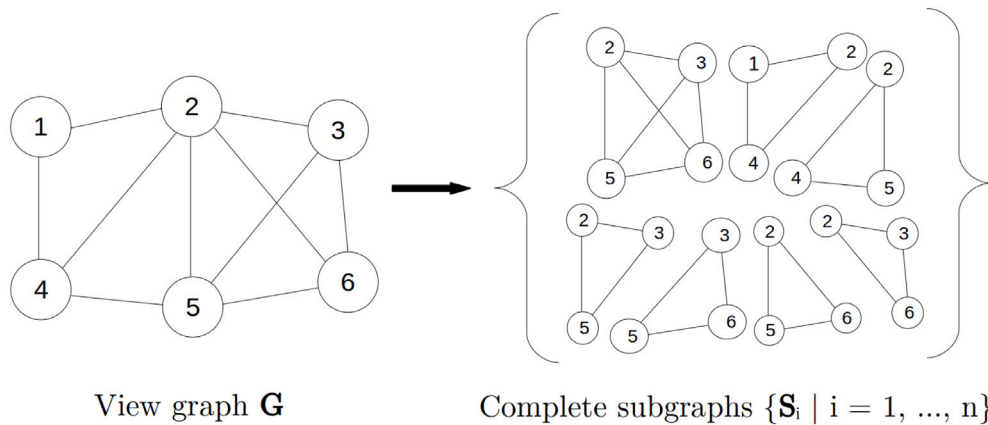 1 2 3
4 5 6
2 3 5 6
1 2 4
2 4 5
2 3 5
3 5 6
2 5 6
2 3 6
View graph G
Complete subgraphs {Sᵢ | i = 1, ..., n}